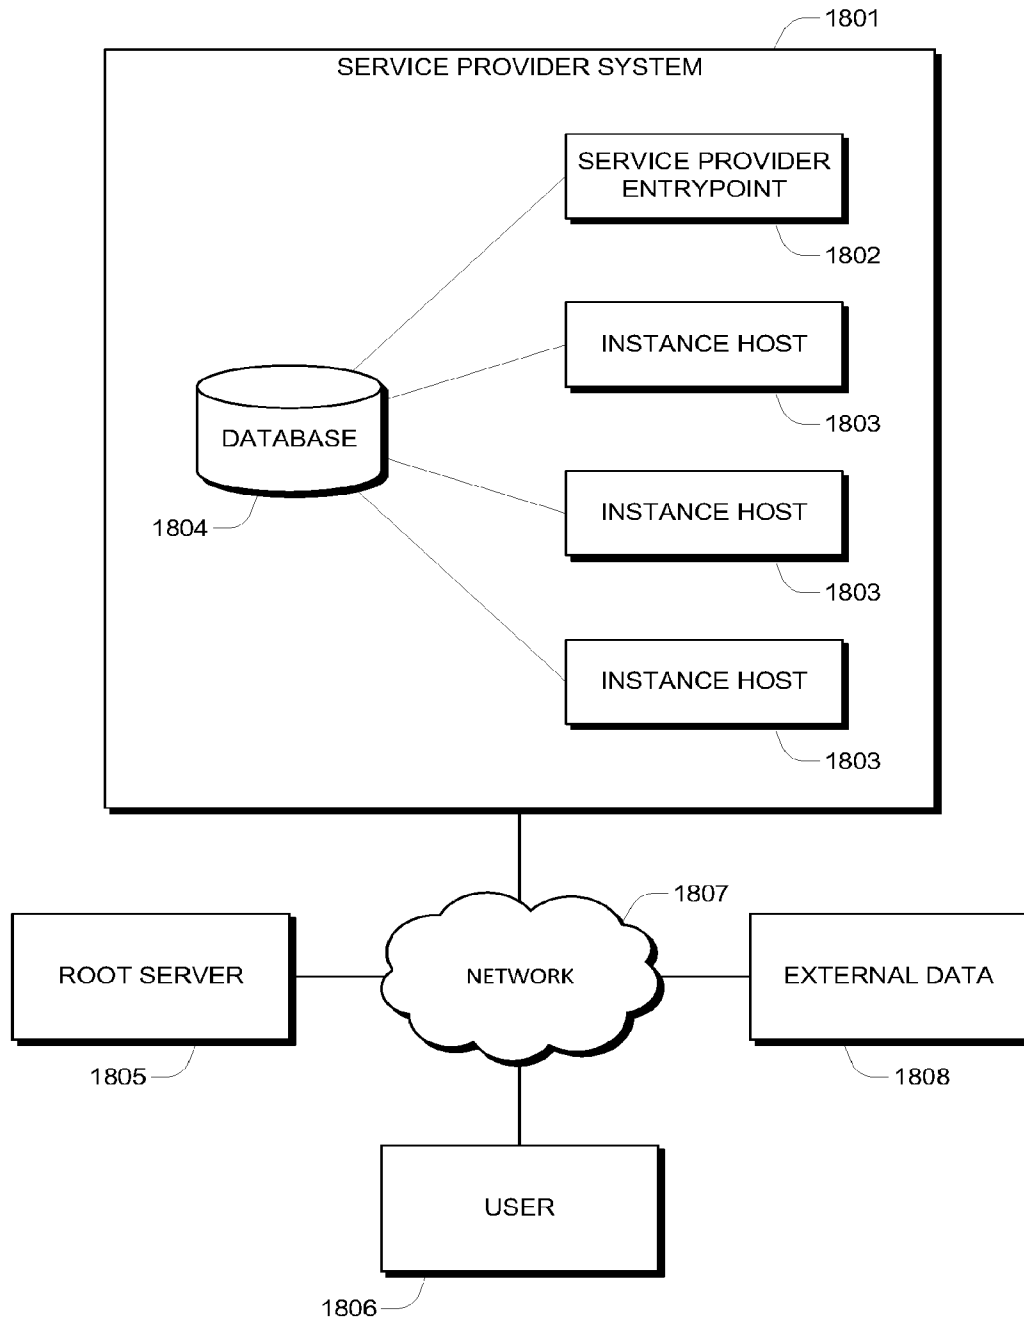 1801
SERVICE PROVIDER SYSTEM
SERVICE PROVIDER
ENTRYPOINT
1802
INSTANCE HOST
1803
DATABASE
1804
INSTANCE HOST
1803
INSTANCE HOST
1803
1807
ROOT SERVER
NETWORK
EXTERNAL DATA
1805
1808
USER
1806